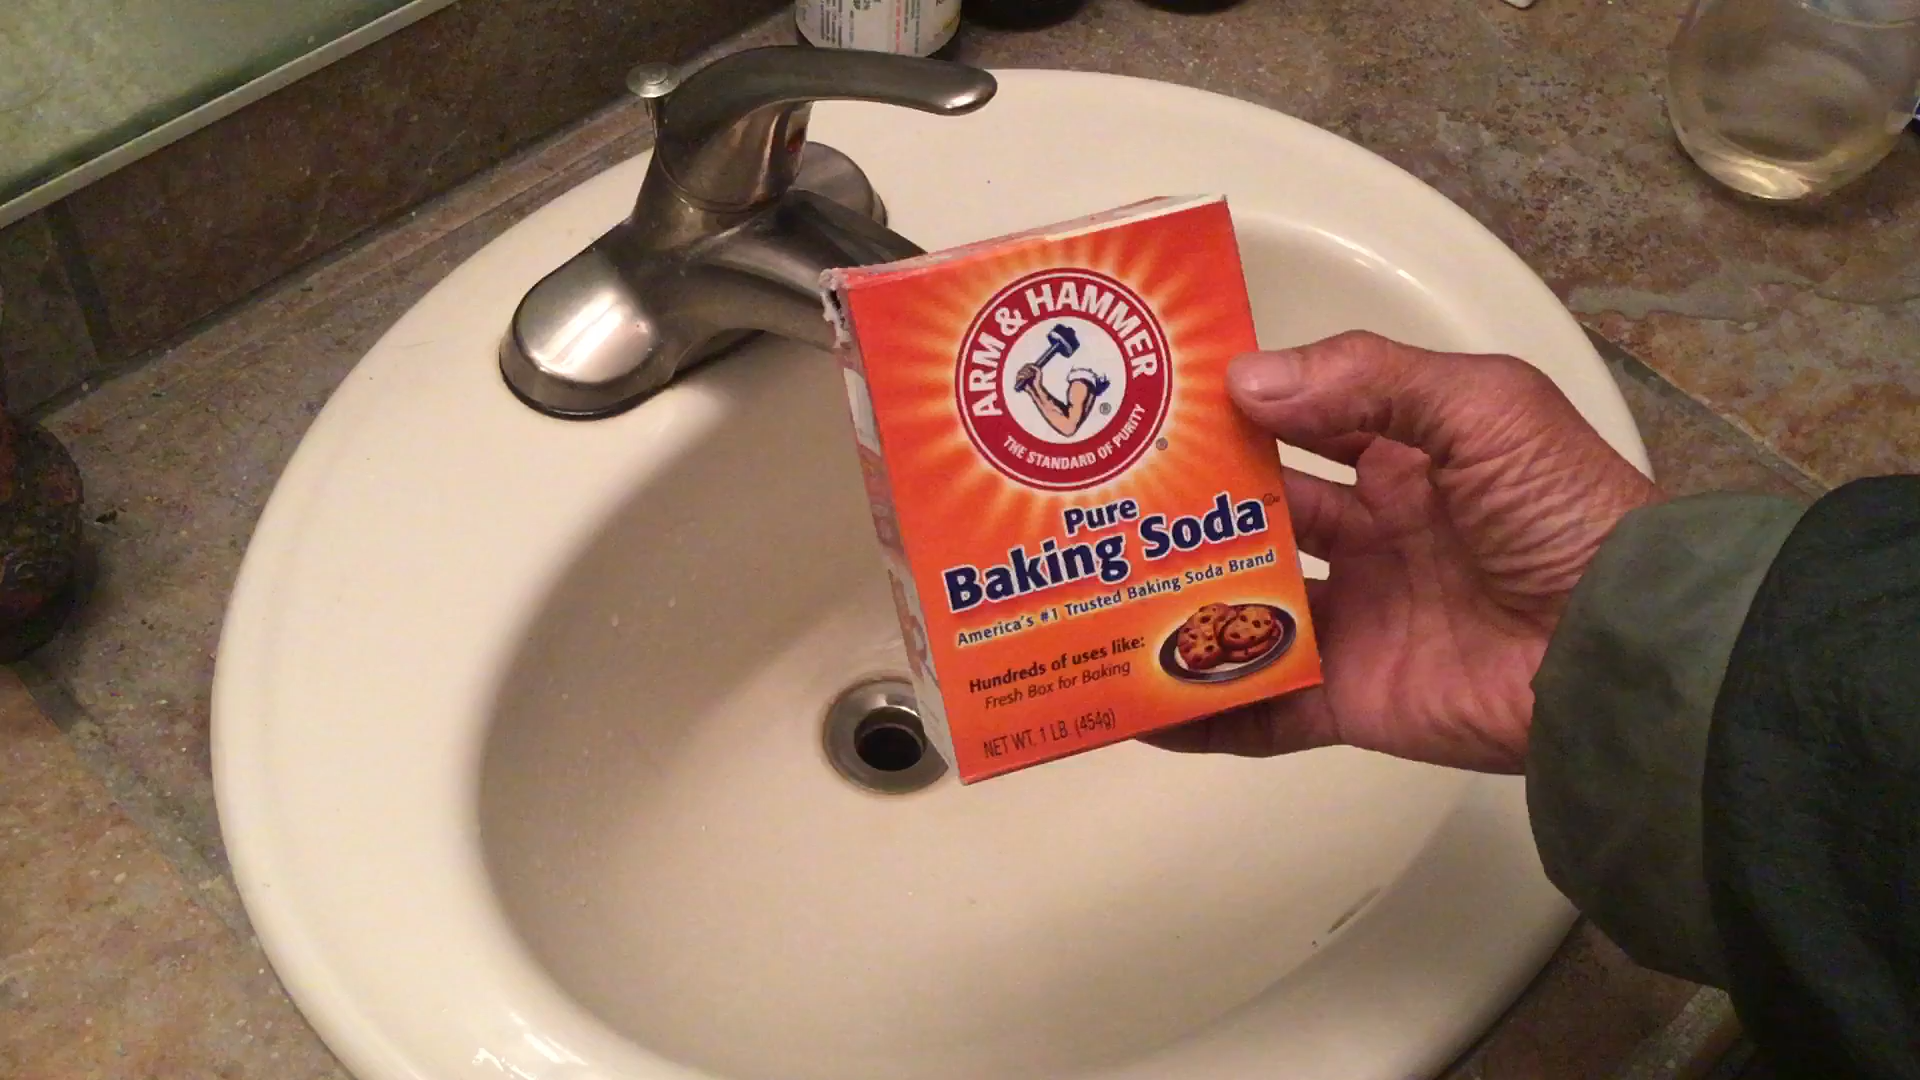 ARM & HAMMER
THE STANDARD OF PURITY
Pure
Baking Soda
America's #1 Trusted Baking Soda Brand
Hundreds of uses like:
Fresh Box for Baking
NET WT. 1 LB. (454g)